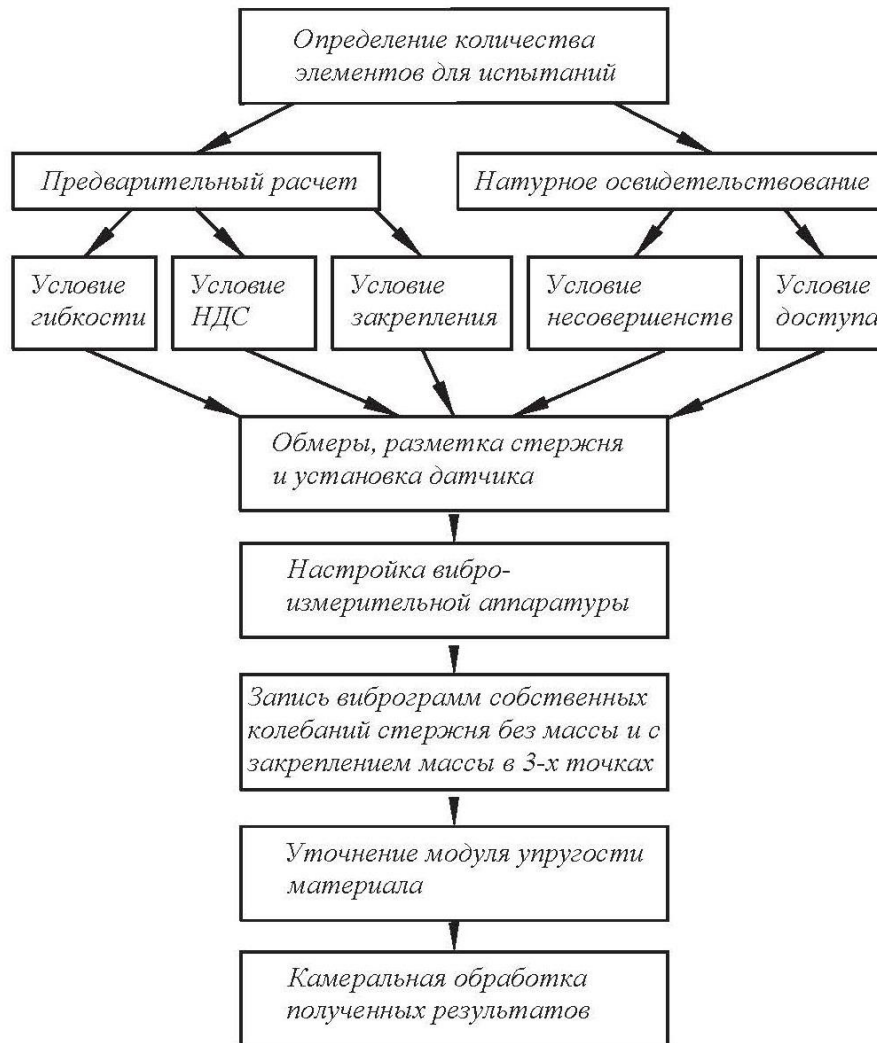 Определение количества
элементов для испытаний
Предварительный расчет
Натурное освидетельствование
Условие
гибкости
Условие
НДС
Условие
закрепления
Условие
несовершенств
Условие
доступа
Обмеры, разметка стержня
и установка датчика
Настройка вибро-
измерительной аппаратуры
Запись виброграмм собственных
колебаний стержня без массы и с
закреплением массы в 3-х точках
Уточнение модуля упругости
материала
Камеральная обработка
полученных результатов